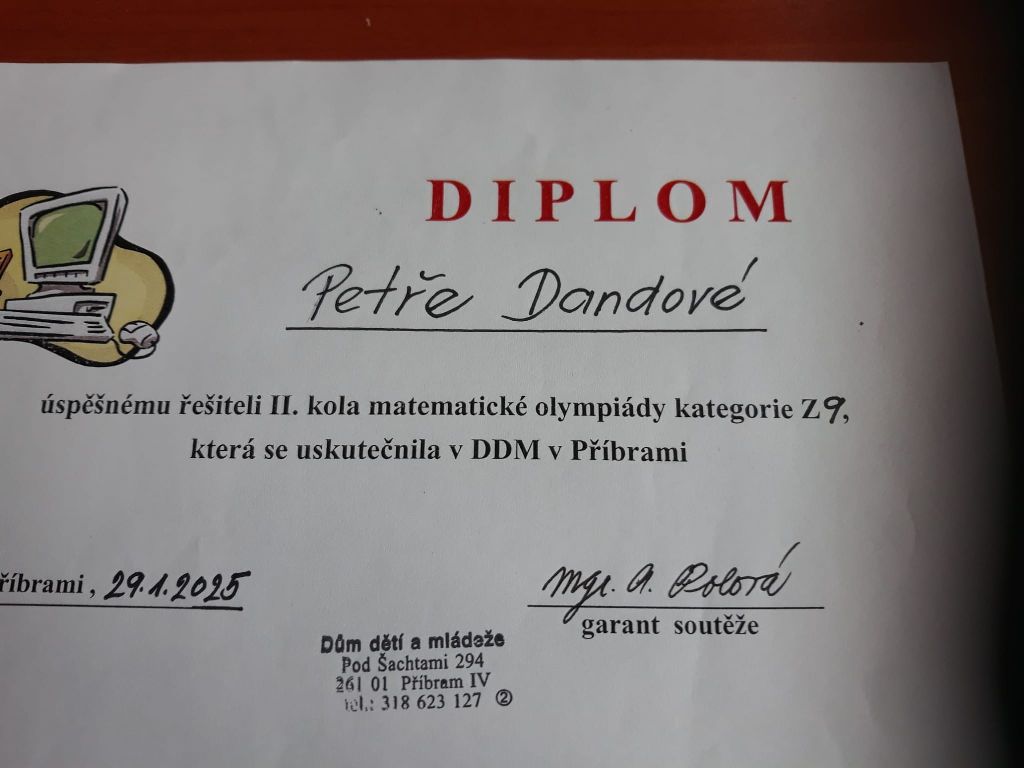 DIPLOM
Petře Dandové
úspěšnému řešiteli II. kola matematické olympiády kategorie Z9,
která se uskutečnila v DDM v Příbrami
říbrami, 29.1.2025
Mgr. A.
garant soutěže
Dům dětí a mládeže
Pod Šachtami 294
261 01 Příbram IV
tel.: 318 623 127 ②